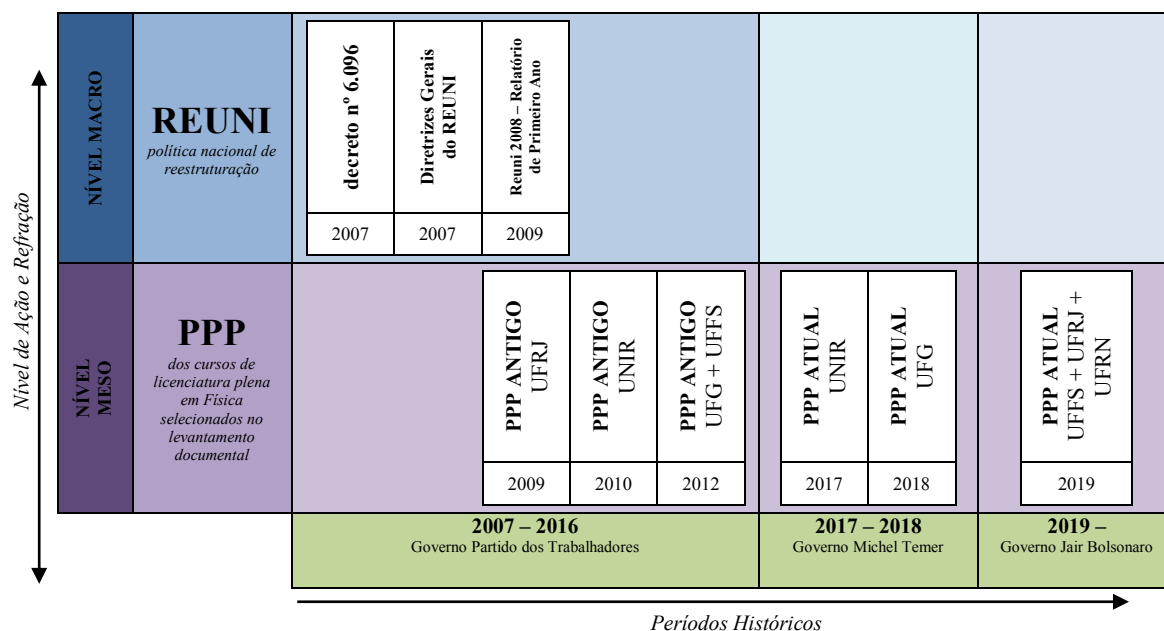 Nível de Ação e Refração
NÍVEL MACRO
REUNI
política nacional de
reestruturação
decreto nº 6.096
2007
Diretrizes Gerais
do REUNI
2007
Reuni 2008 – Relatório
de Primeiro Ano
2009
NÍVEL
MESO
PPP
dos cursos de
licenciatura plena
em Física
selecionados no
levantamento
documental
PPP ANTIGO
UFRJ
2009
PPP ANTIGO
UNIR
2010
PPP ANTIGO
UFG + UFFS
2012
PPP ATUAL
UNIR
2017
PPP ATUAL
UFG
2018
PPP ATUAL
UFFS + UFRJ +
UFRN
2019
2007 – 2016
Governo Partido dos Trabalhadores
2017 – 2018
Governo Michel Temer
2019 –
Governo Jair Bolsonaro
Períodos Históricos